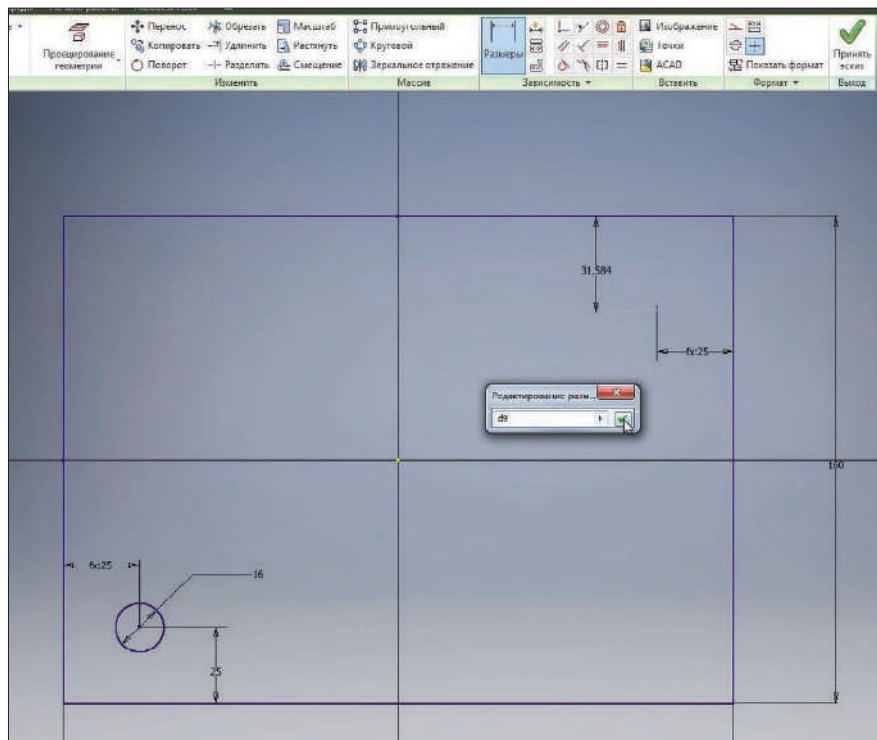 Перенос Обрезать Масштаб Прямоугольный Изображение
Проецирование геометрии Копировать Удлинить Растянуть Круговой Размеры Точки Принять эскиз
Поворот Разделить Смещение Зеркальное отражение ACAD Показать формат
Изменить Массив Зависимость Вставить Формат Выход
31,584
fx:25
Редактирование разм...
d9
160
fx:25
16
25